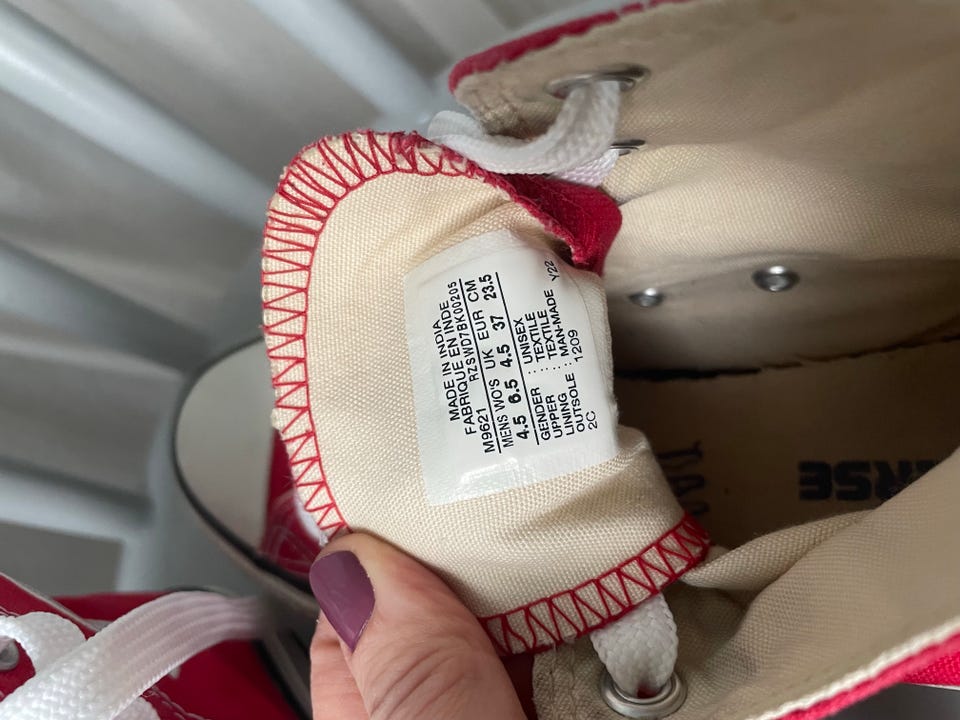 MADE IN INDIA
FABRIQUE EN INDE
M9621 RZSWD7BK00205
MENS WO'S UK EUR CM
4.5 6.5 4.5 37 23.5
GENDER : UNISEX
UPPER : TEXTILE
LINING : TEXTILE
OUTSOLE : MAN-MADE Y22
2C 1209
ERSE